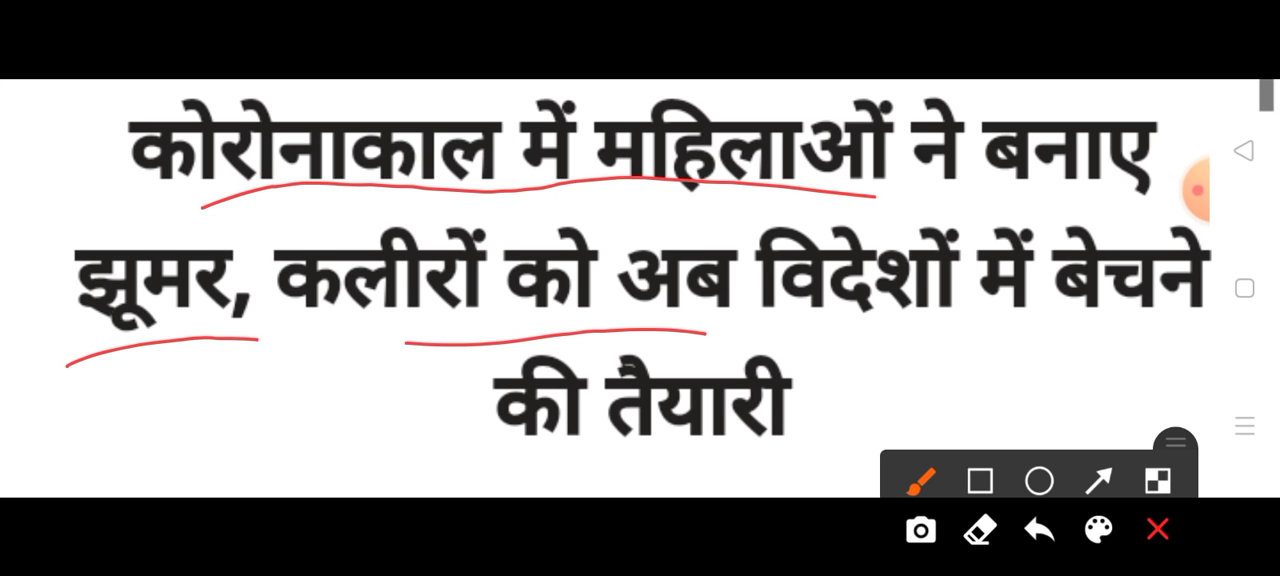 कोरोनाकाल में महिलाओं ने बनाए
झूमर, कलीरों को अब विदेशों में बेचने
की तैयारी